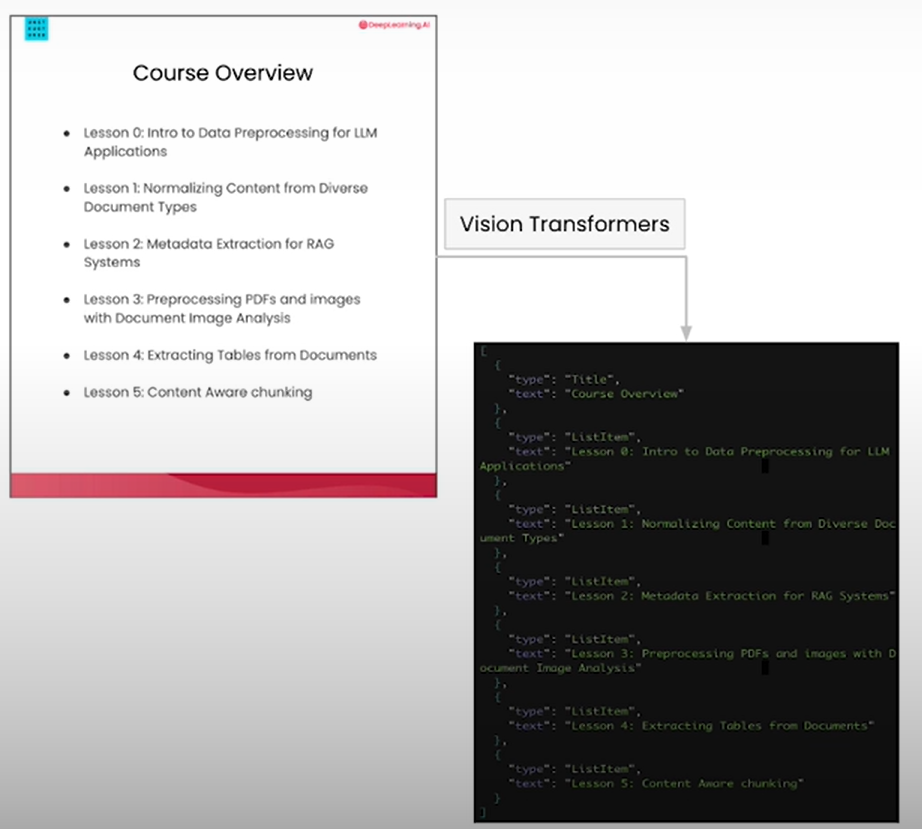 DeepLearning.AI
Course Overview
● Lesson 0: Intro to Data Preprocessing for LLM
Applications
● Lesson 1: Normalizing Content from Diverse
Document Types
● Lesson 2: Metadata Extraction for RAG
Systems
● Lesson 3: Preprocessing PDFs and images
with Document Image Analysis
● Lesson 4: Extracting Tables from Documents
● Lesson 5: Content Aware chunking
Vision Transformers
[
{
"type": "Title",
"text": "Course Overview"
},
{
"type": "ListItem",
"text": "Lesson 0: Intro to Data Preprocessing for LLM
Applications"
},
{
"type": "ListItem",
"text": "Lesson 1: Normalizing Content from Diverse Doc
ument Types"
},
{
"type": "ListItem",
"text": "Lesson 2: Metadata Extraction for RAG Systems"
},
{
"type": "ListItem",
"text": "Lesson 3: Preprocessing PDFs and images with D
ocument Image Analysis"
},
{
"type": "ListItem",
"text": "Lesson 4: Extracting Tables from Documents"
},
{
"type": "ListItem",
"text": "Lesson 5: Content Aware chunking"
}
]